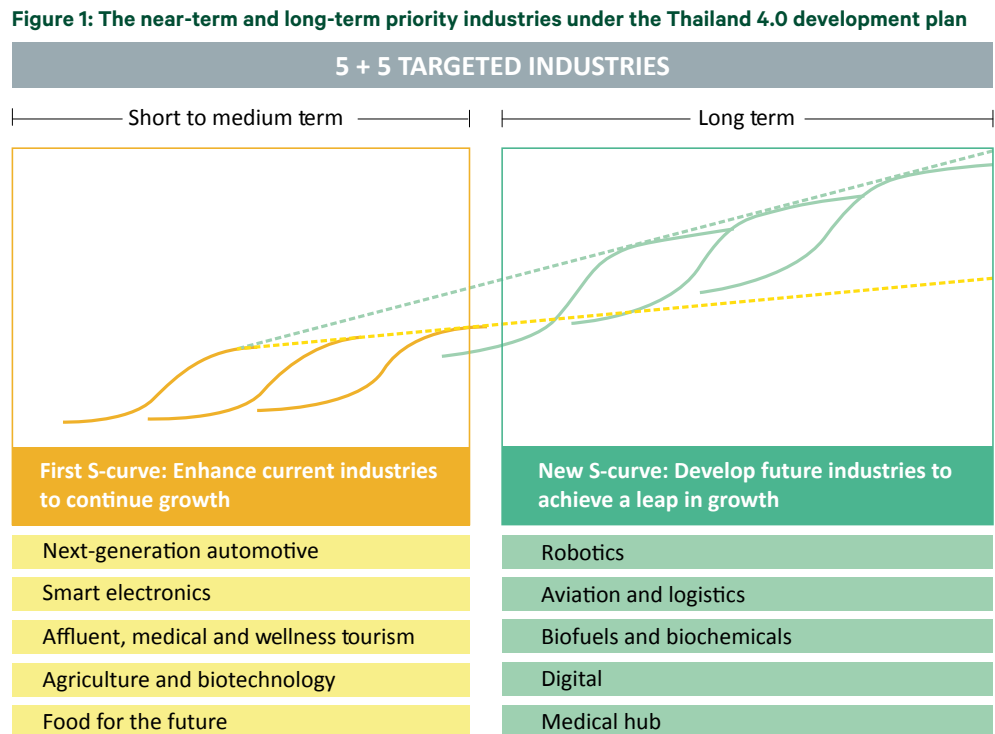 Figure 1: The near-term and long-term priority industries under the Thailand 4.0 development plan
5 + 5 TARGETED INDUSTRIES
Short to medium term
Long term
First S-curve: Enhance current industries
to continue growth
New S-curve: Develop future industries to
achieve a leap in growth
Next-generation automotive
Smart electronics
Affluent, medical and wellness tourism
Agriculture and biotechnology
Food for the future
Robotics
Aviation and logistics
Biofuels and biochemicals
Digital
Medical hub